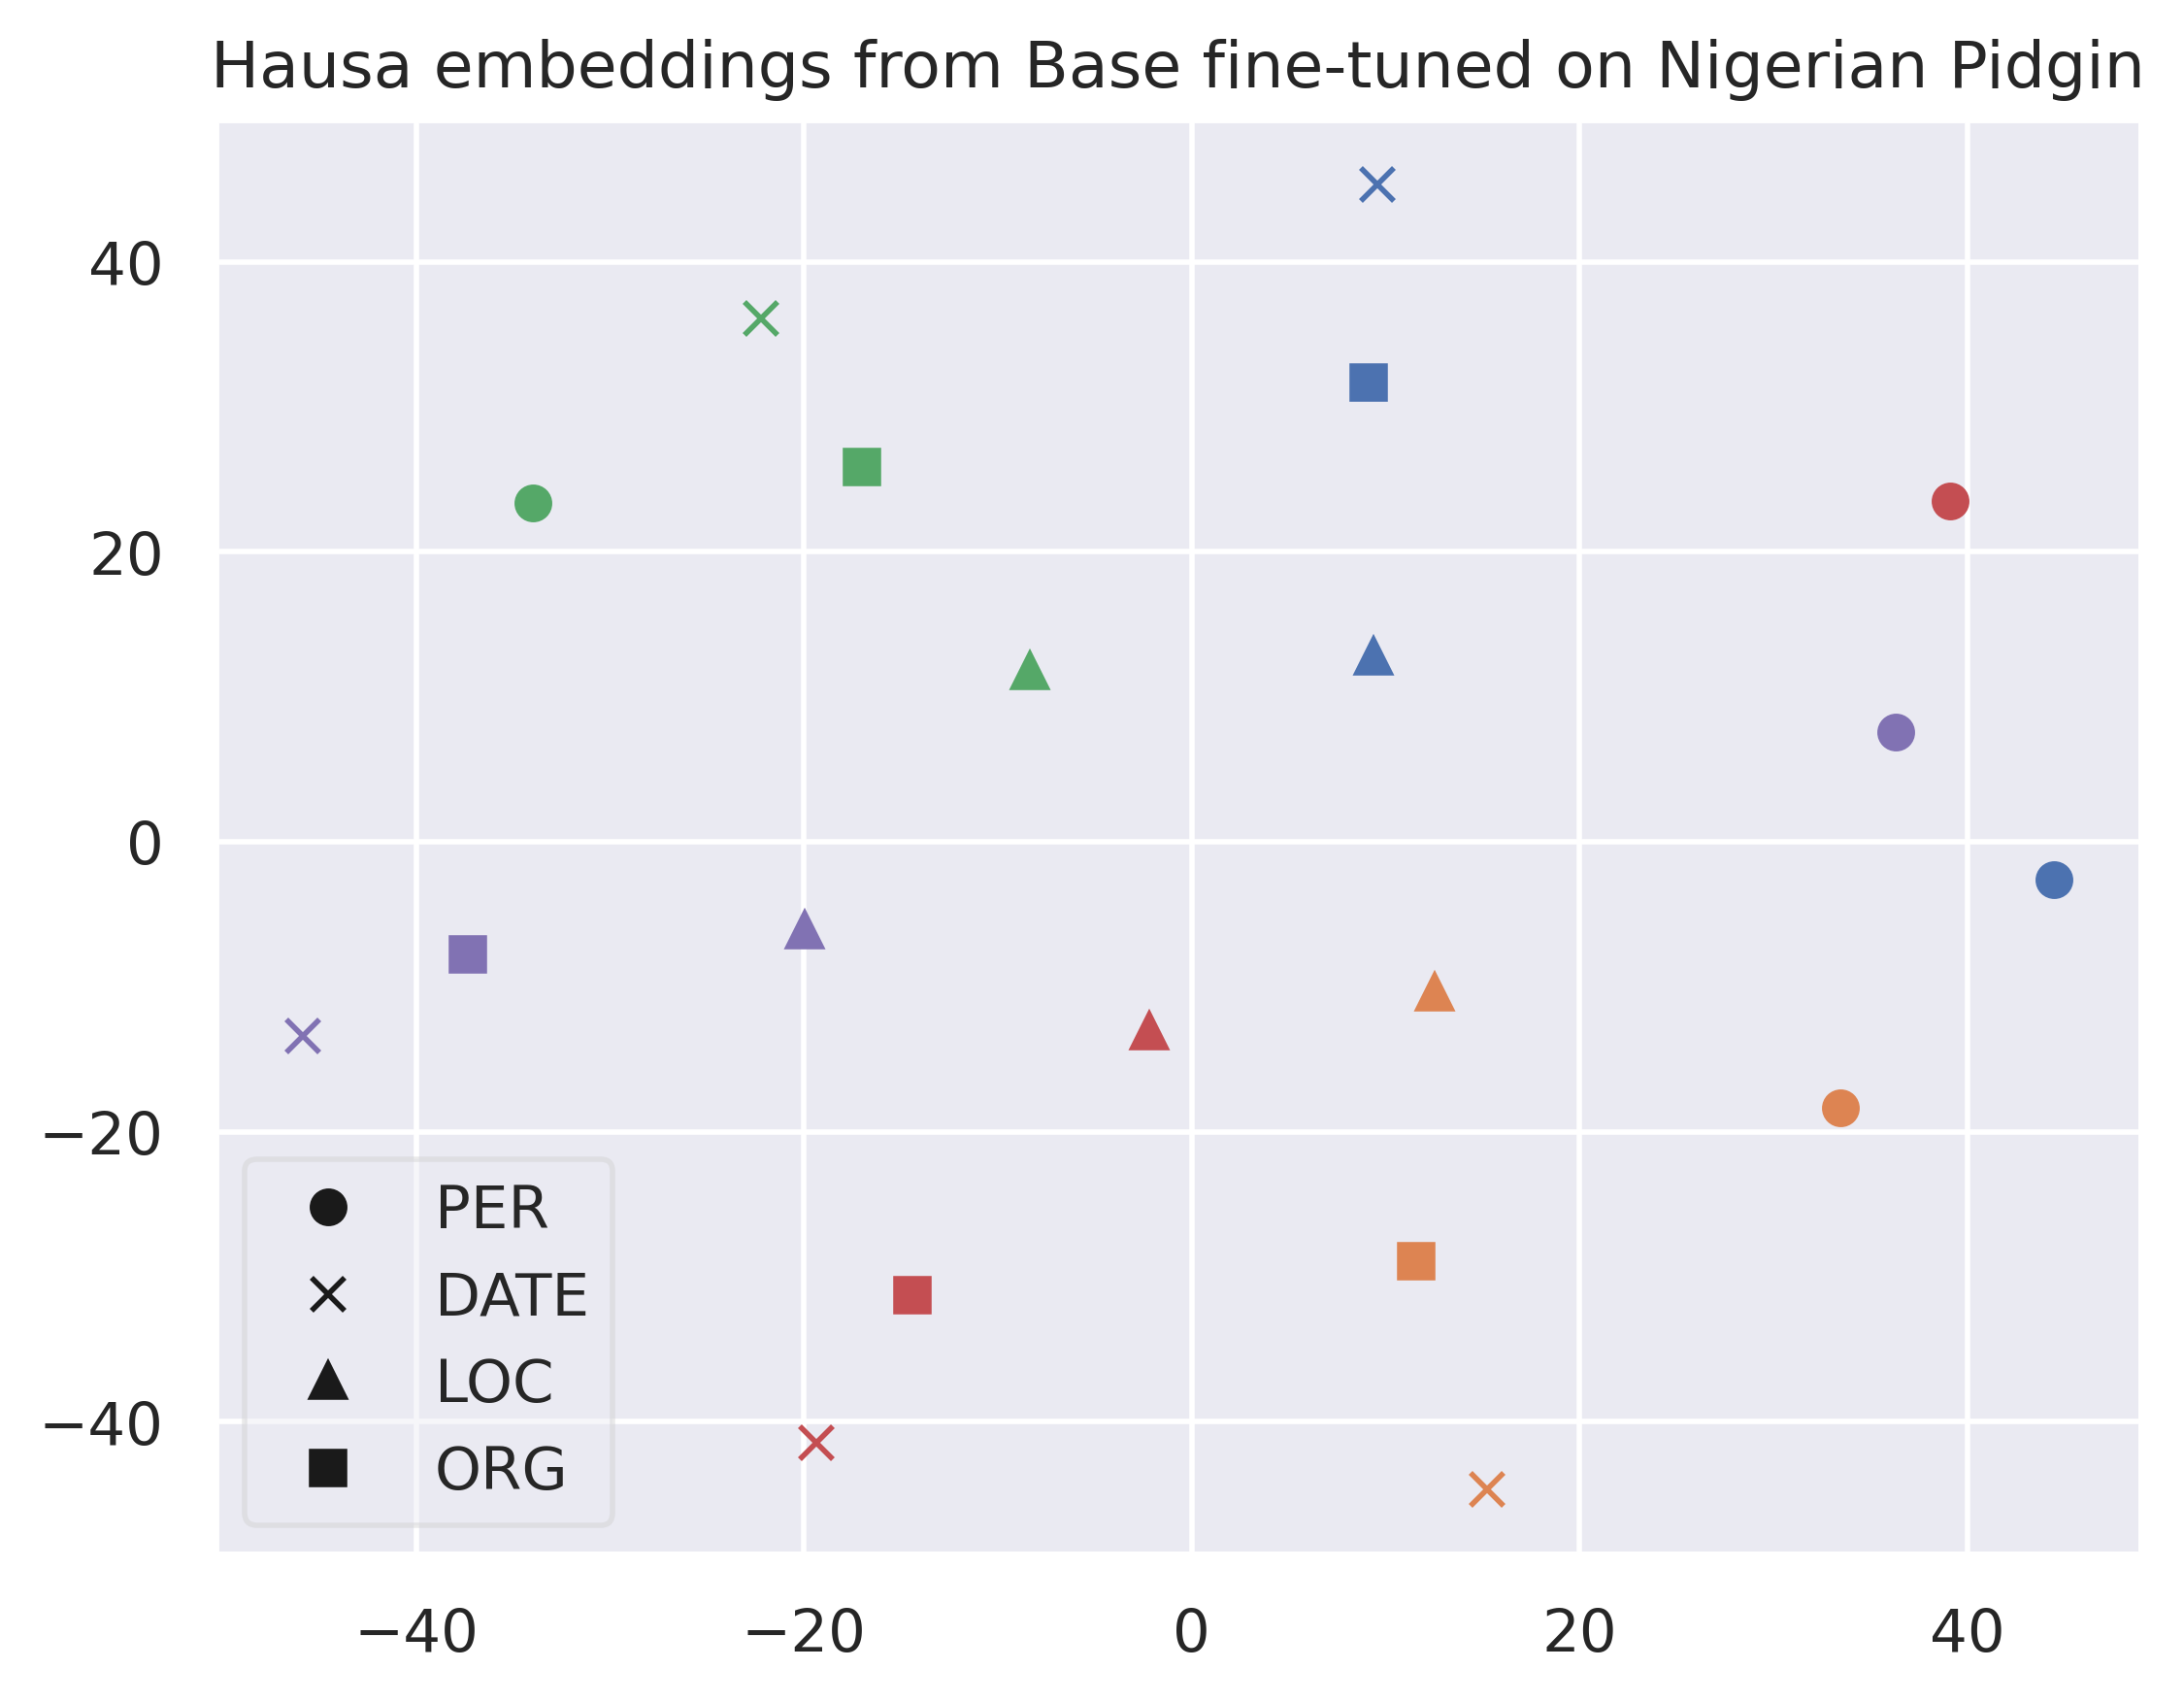 Hausa embeddings from Base fine-tuned on Nigerian Pidgin
40
20
0
−20
−40
PER
DATE
LOC
ORG
−40 −20 0 20 40